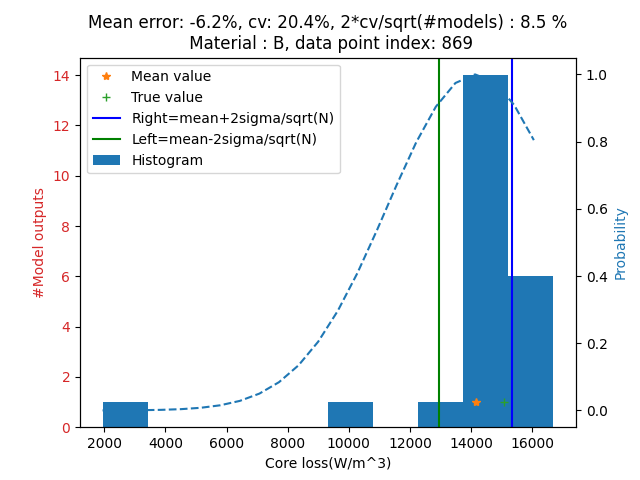 Mean error: -6.2%, cv: 20.4%, 2*cv/sqrt(#models) : 8.5 %
Material : B, data point index: 869
Mean value
True value
Right=mean+2sigma/sqrt(N)
Left=mean-2sigma/sqrt(N)
Histogram
14
12
10
8
6
4
2
0
#Model outputs
1.0
0.8
0.6
0.4
0.2
0.0
Probability
2000 4000 6000 8000 10000 12000 14000 16000
Core loss(W/m^3)